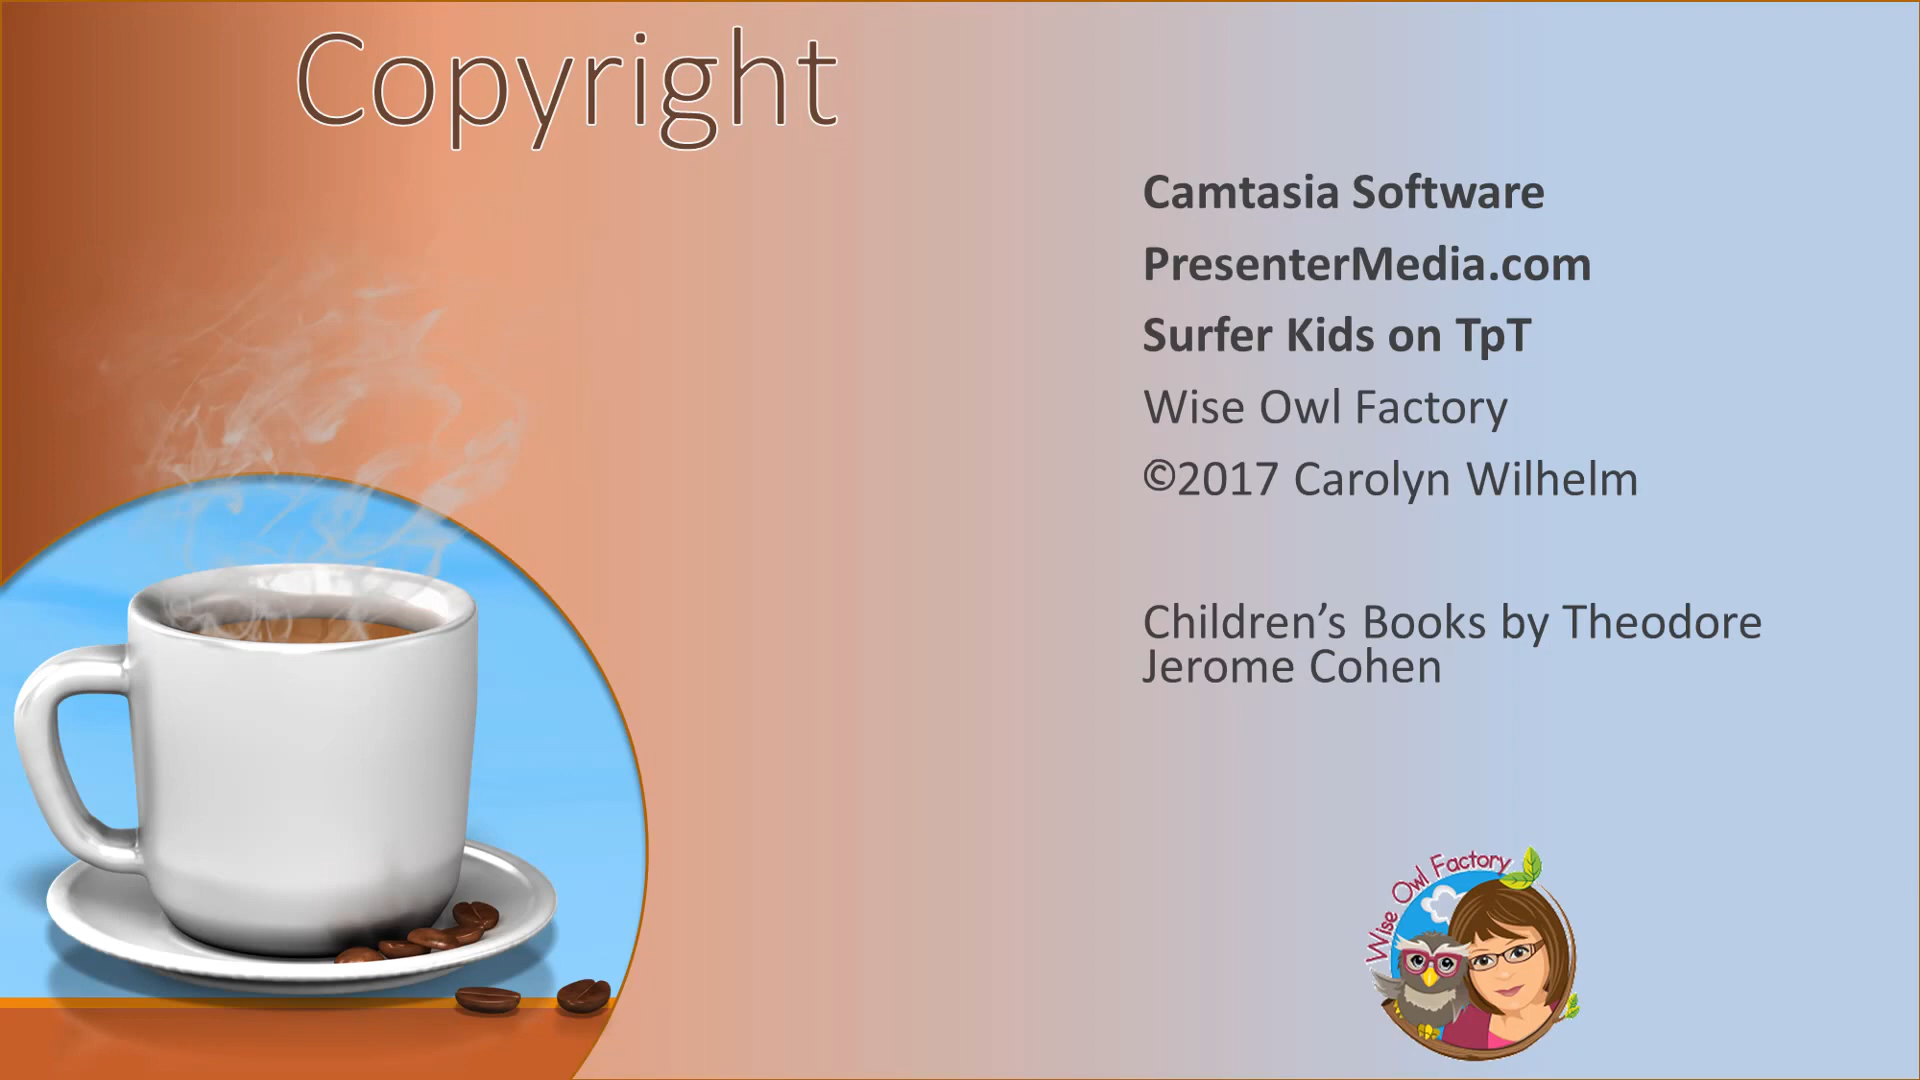 Copyright
Camtasia Software
PresenterMedia.com
Surfer Kids on TpT
Wise Owl Factory
©2017 Carolyn Wilhelm
Children’s Books by Theodore
Jerome Cohen
Wise Owl Factory